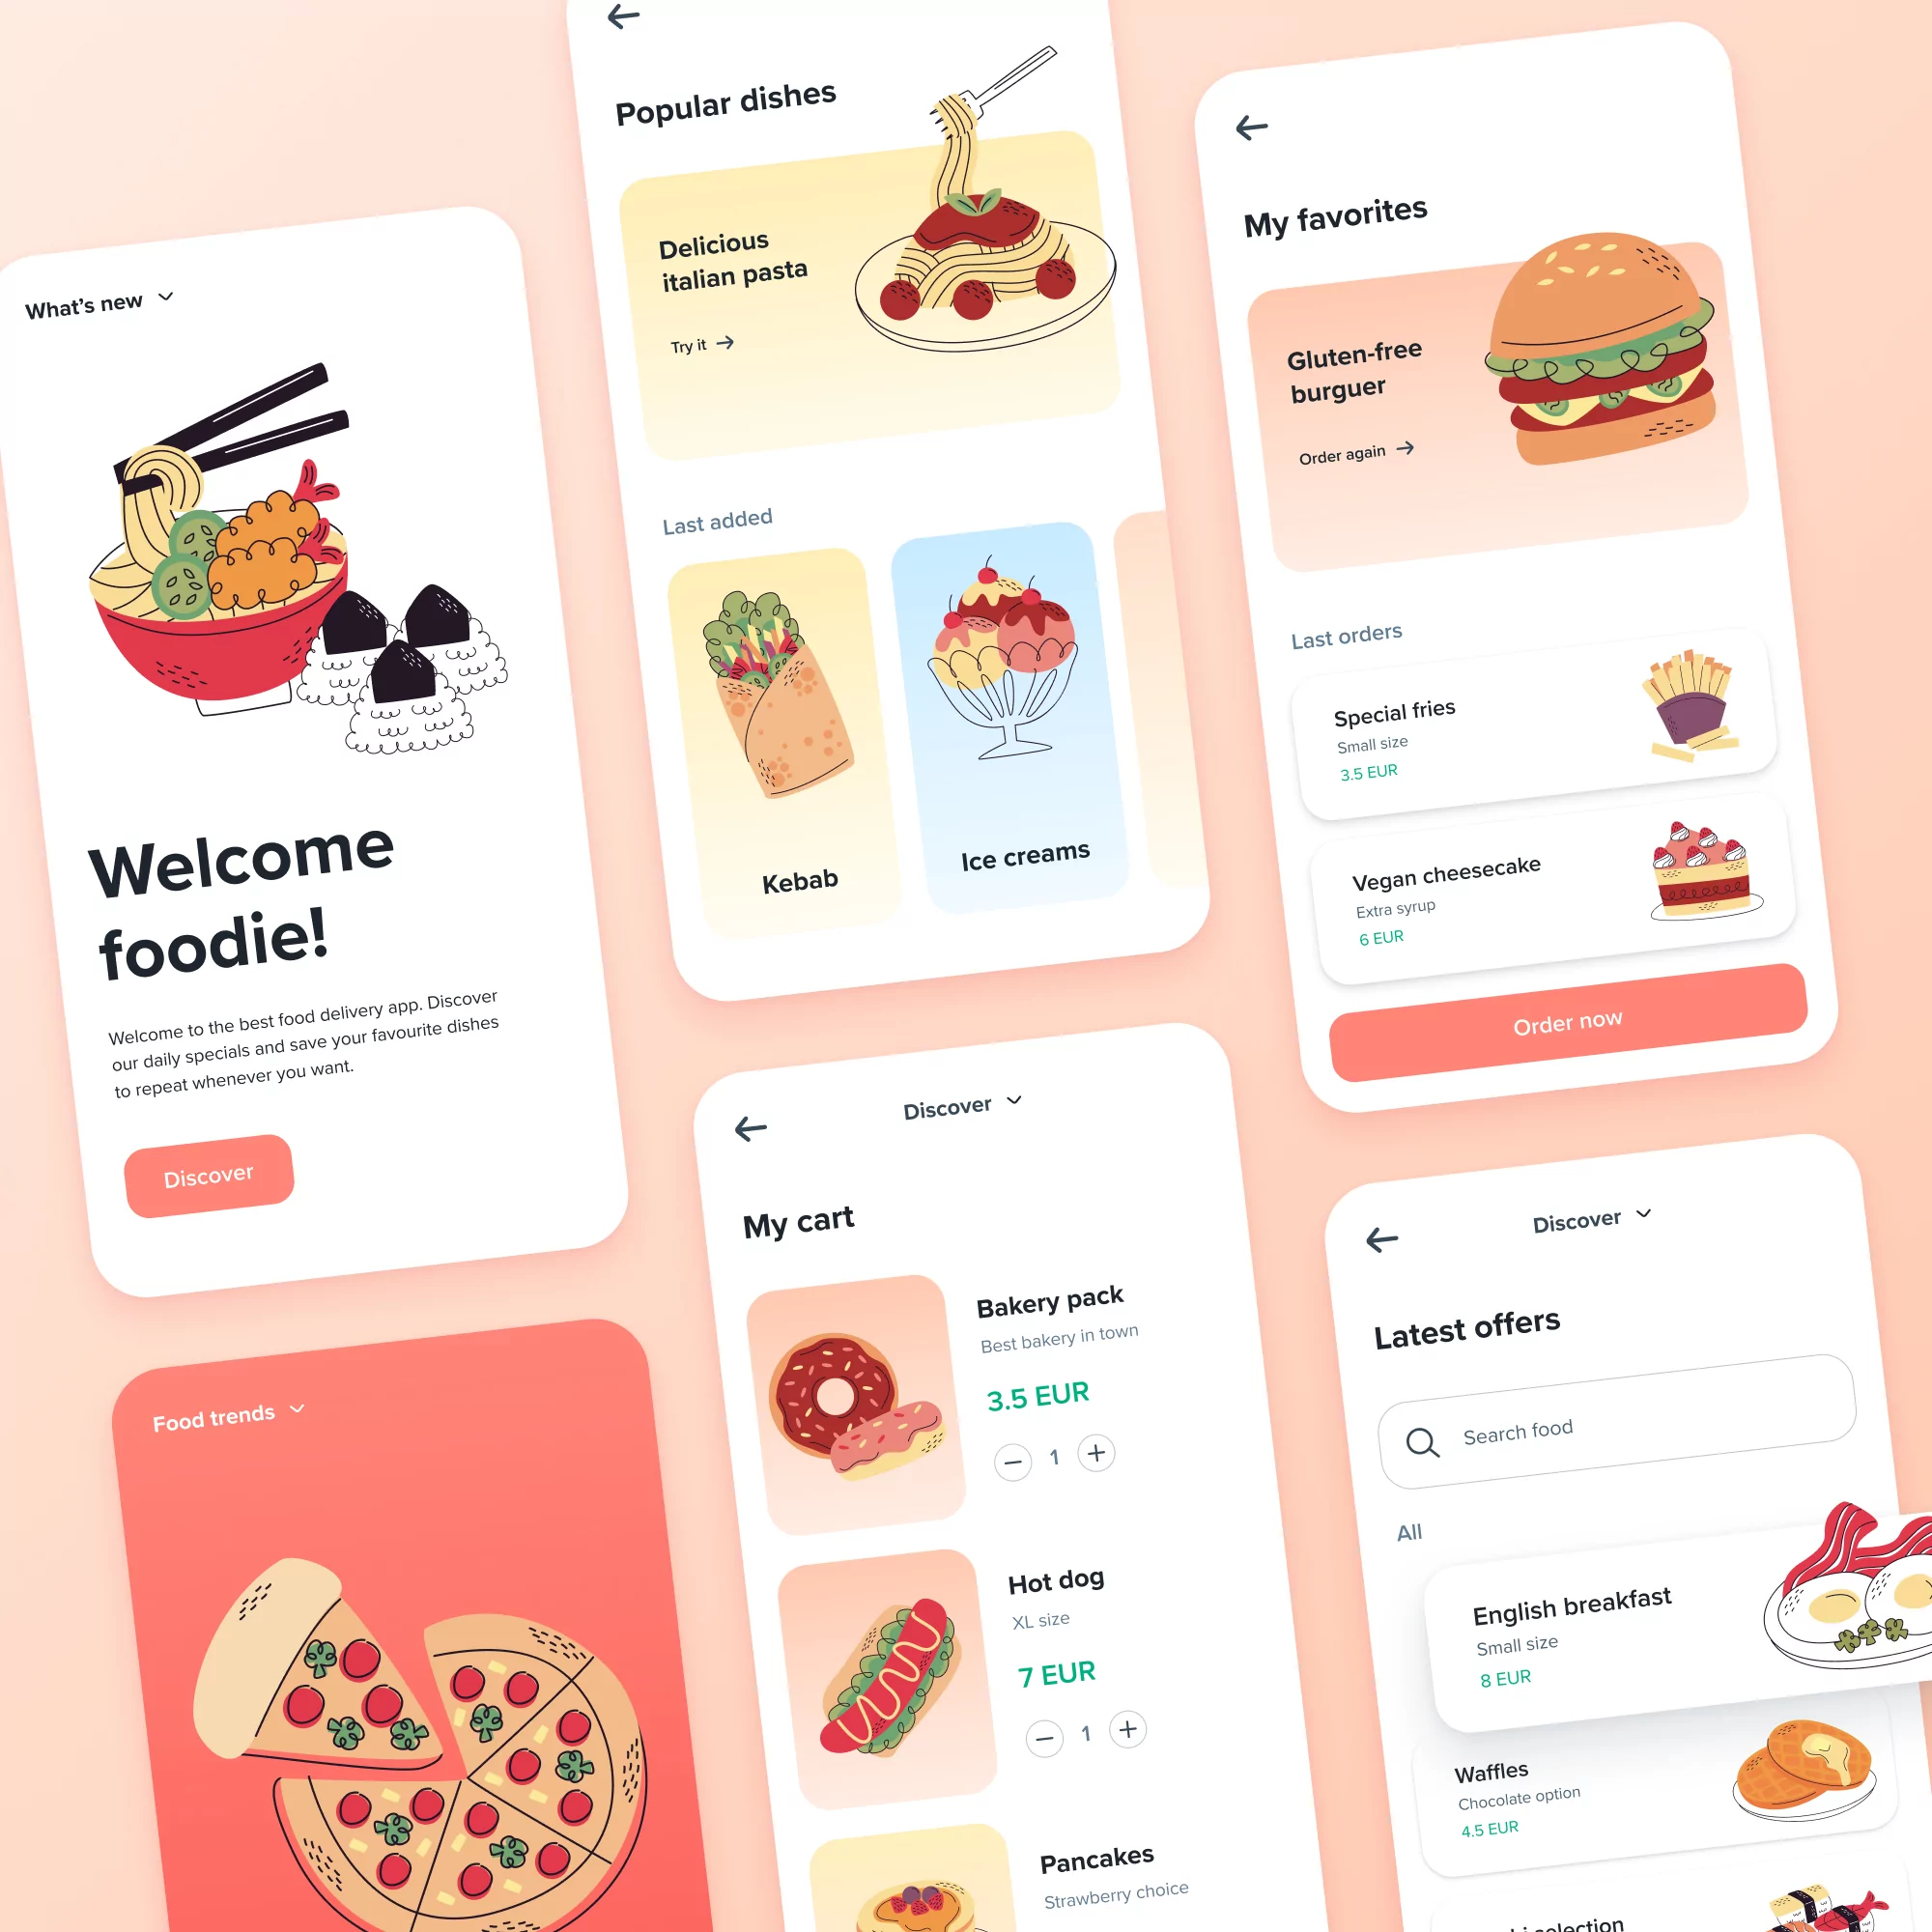 What's new
Welcome
foodie!
Welcome to the best food delivery app. Discover
our daily specials and save your favourite dishes
to repeat whenever you want.
Discover
Food trends
Popular dishes
Delicious
italian pasta
Try it
Last added
Kebab
Ice creams
Discover
My cart
Bakery pack
Best bakery in town
3.5 EUR
1
Hot dog
XL size
7 EUR
1
Pancakes
Strawberry choice
My favorites
Gluten-free
burguer
Order again
Last orders
Special fries
Small size
3.5 EUR
Vegan cheesecake
Extra syrup
6 EUR
Order now
Discover
Latest offers
Search food
All
English breakfast
Small size
8 EUR
Waffles
Chocolate option
4.5 EUR
selection